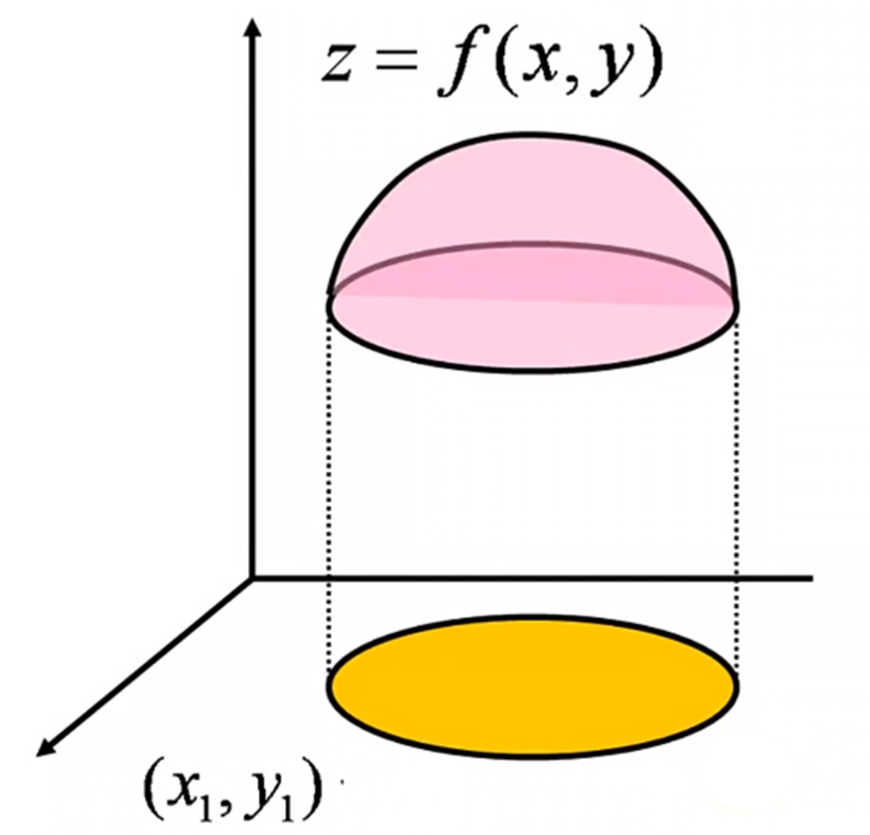 z = f(x, y)
(x₁, y₁)